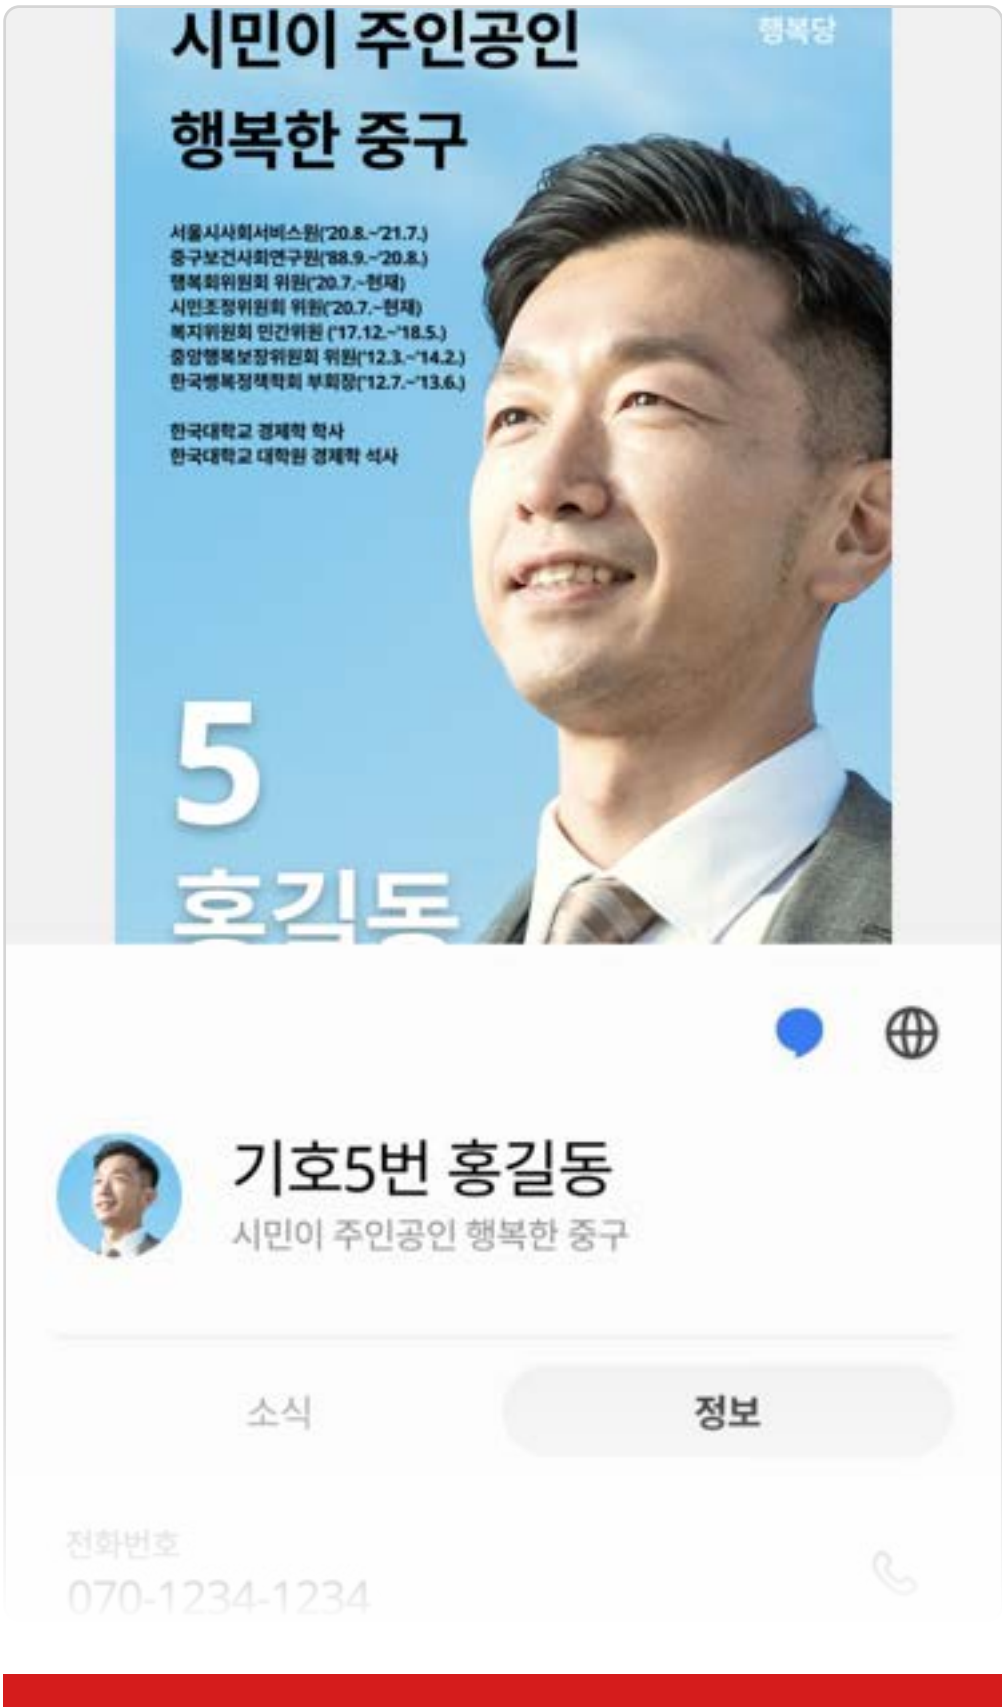 시민이 주인공인
행복당
행복한 중구
서울시사회서비스원('20.8.~'21.7.)
중구보건사회연구원('88.9.~'20.8.)
행복회위원회 위원('20.7.~현재)
시민조정위원회 위원('20.7.~현재)
복지위원회 민간위원 ('17.12.~'18.5.)
중앙행복보장위원회 위원('12.3.~'14.2.)
한국뱅복정책학회 부회장('12.7.~'13.6.)
한국대학교 경제학 학사
한국대학교 대학원 경제학 석사
5
홍길동
기호5번 홍길동
시민이 주인공인 행복한 중구
소식
정보
전화번호
070-1234-1234